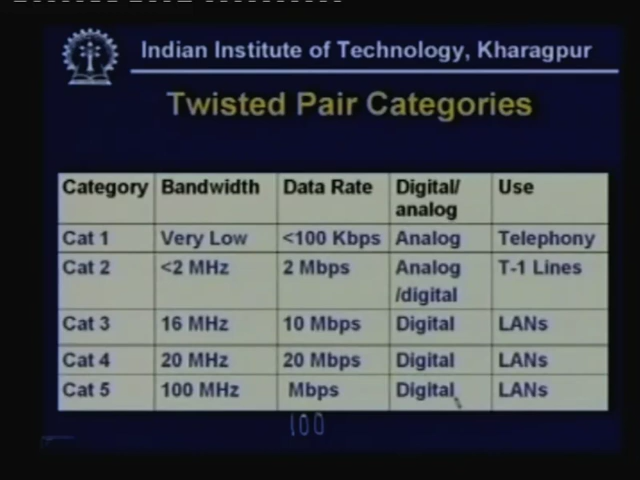 Indian Institute of Technology, Kharagpur
Twisted Pair Categories
Category Bandwidth Data Rate Digital/ analog Use
Cat 1 Very Low <100 Kbps Analog Telephony
Cat 2 <2 MHz 2 Mbps Analog /digital T-1 Lines
Cat 3 16 MHz 10 Mbps Digital LANs
Cat 4 20 MHz 20 Mbps Digital LANs
Cat 5 100 MHz Mbps Digital LANs
100